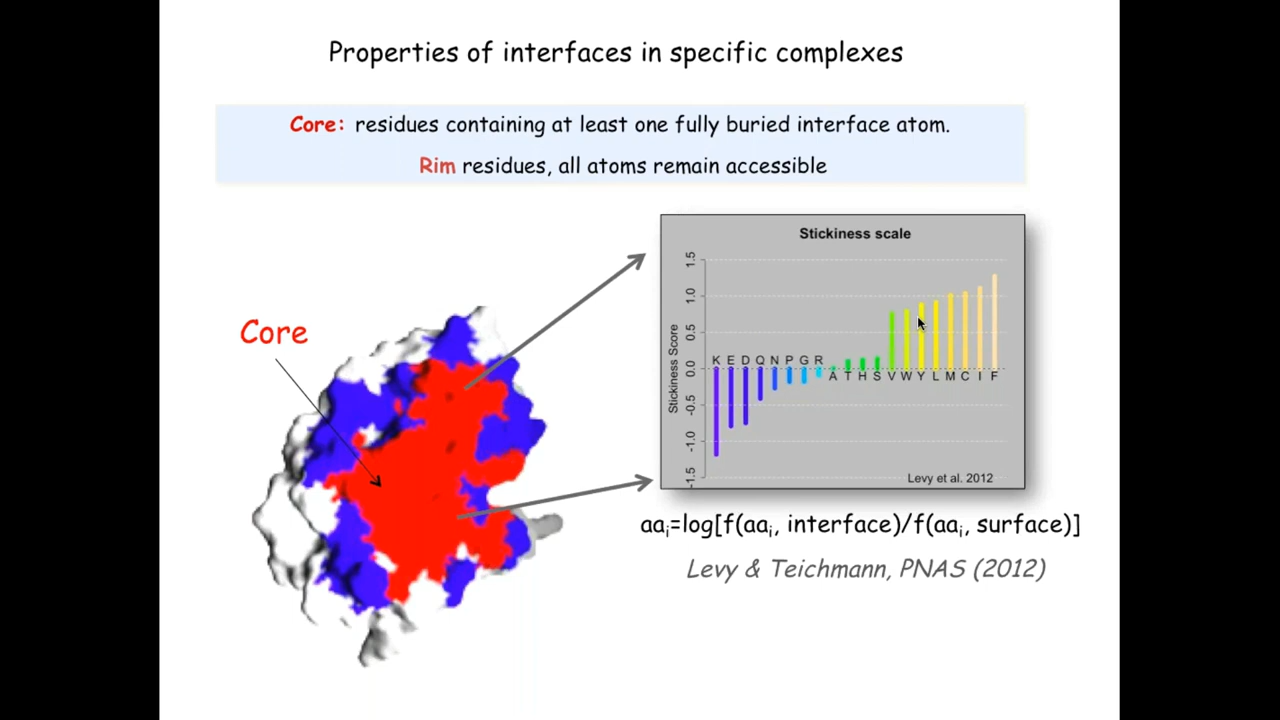 Properties of interfaces in specific complexes
Core: residues containing at least one fully buried interface atom.
Rim residues, all atoms remain accessible
Core
Stickiness scale
Stickiness Score
1.5
1.0
0.5
0.0
-0.5
-1.0
-1.5
K E D Q N P G R
A T H S V W Y L M C I F
Levy et al. 2012
aaᵢ=log[f(aaᵢ, interface)/f(aaᵢ, surface)]
Levy & Teichmann, PNAS (2012)